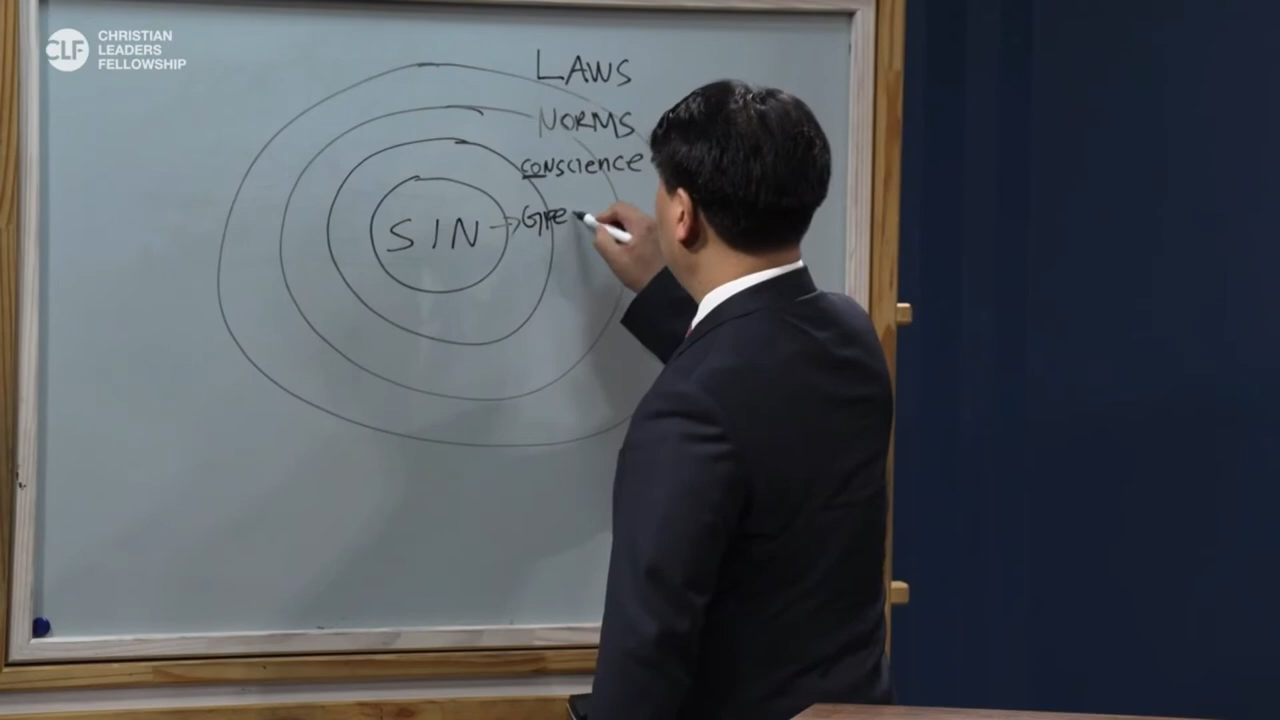 CLF
CHRISTIAN
LEADERS
FELLOWSHIP
LAWS
NORMS
CONSCIENCE
SIN